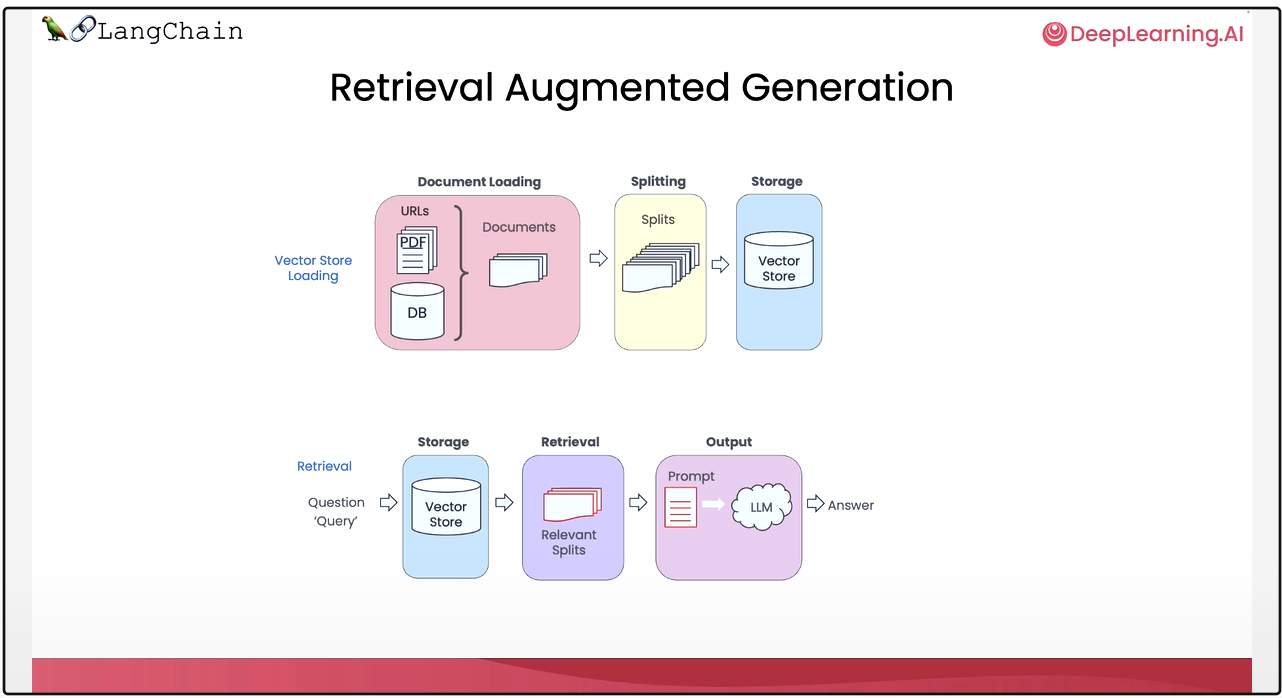 LangChain
DeepLearning.AI
Retrieval Augmented Generation
Document Loading
Splitting
Storage
URLs
PDF
DB
Documents
Splits
Vector
Store
Vector Store
Loading
Storage
Retrieval
Output
Retrieval
Question
‘Query’
Vector
Store
Relevant
Splits
Prompt
LLM
Answer